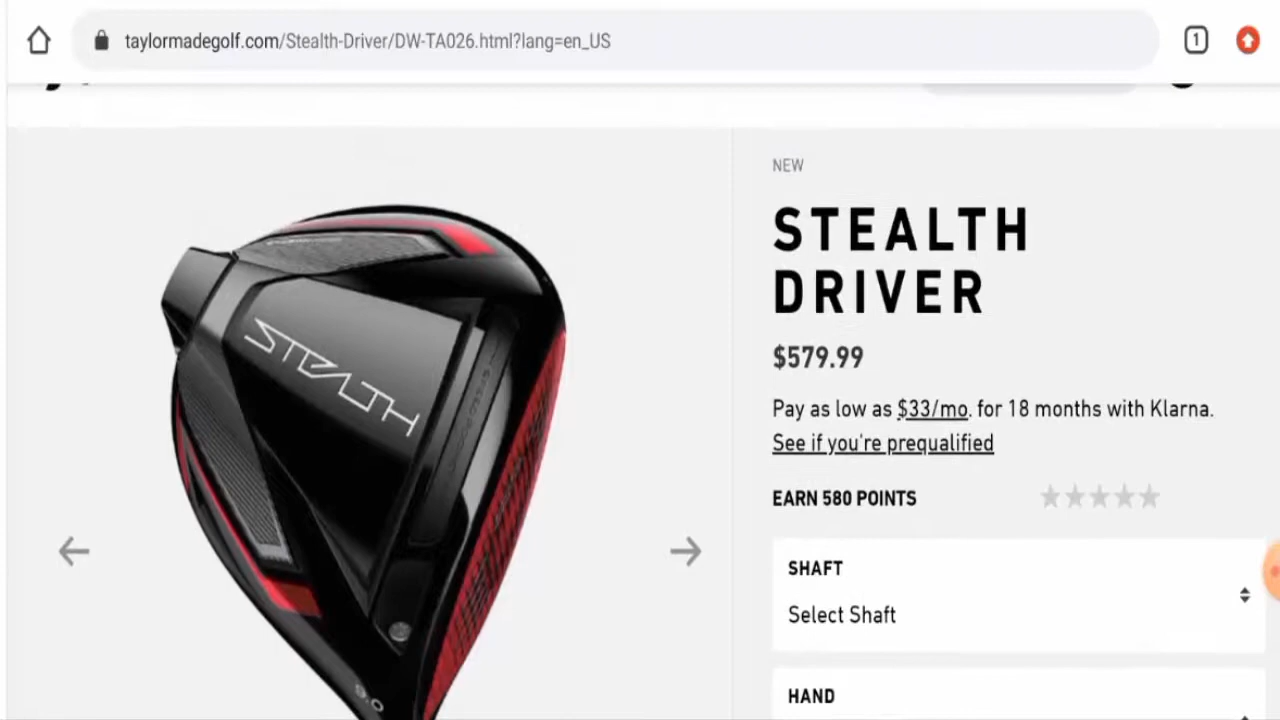 taylormadegolf.com/Stealth-Driver/DW-TA026.html?lang=en_US
1
NEW
STEALTH
DRIVER
$579.99
Pay as low as $33/mo. for 18 months with Klarna.
See if you're prequalified
EARN 580 POINTS
SHAFT
Select Shaft
HAND
STEALTH
9.0